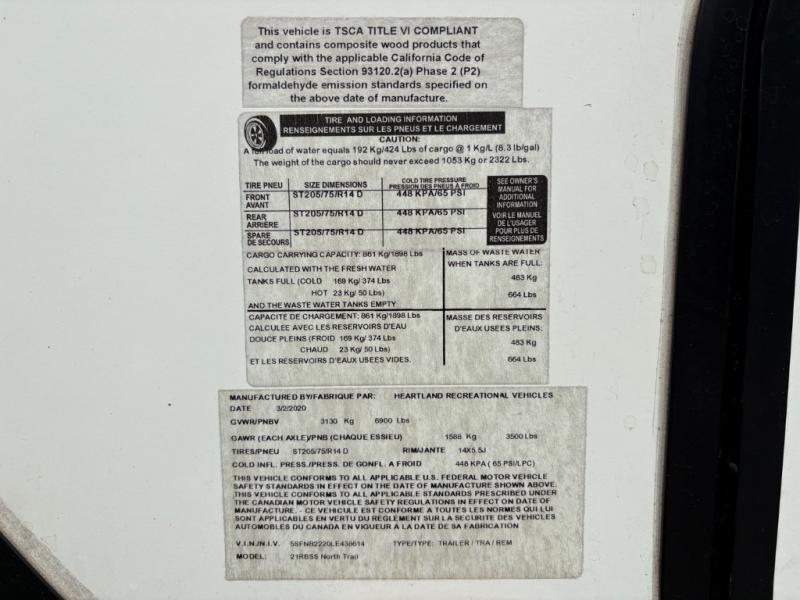 This vehicle is TSCA TITLE VI COMPLIANT
and contains composite wood products that
comply with the applicable California Code of
Regulations Section 93120.2(a) Phase 2 (P2)
formaldehyde emission standards specified on
the above date of manufacture.
TIRE AND LOADING INFORMATION
RENSEIGNEMENTS SUR LES PNEUS ET LE CHARGEMENT
CAUTION:
A full load of water equals 192 Kg/424 Lbs of cargo @ 1 Kg/L (8.3 lb/gal)
The weight of the cargo should never exceed 1053 Kg or 2322 Lbs.
TIRE PNEU SIZE DIMENSIONS COLD TIRE PRESSURE
PRESSION DES PNEUS À FROID
FRONT
AVANT ST205/75/R14 D 448 KPA/65 PSI
REAR
ARRIÈRE ST205/75/R14 D 448 KPA/65 PSI
SPARE
DE SECOURS ST205/75/R14 D 448 KPA/65 PSI
SEE OWNER'S
MANUAL FOR
ADDITIONAL
INFORMATION
VOIR LE MANUEL
DE L'USAGER
POUR PLUS DE
RENSEIGNEMENTS
CARGO CARRYING CAPACITY: 861 Kg/1898 Lbs
CALCULATED WITH THE FRESH WATER
TANKS FULL (COLD 169 Kg/ 374 Lbs
HOT 23 Kg/ 50 Lbs)
AND THE WASTE WATER TANKS EMPTY
MASS OF WASTE WATER
WHEN TANKS ARE FULL:
483 Kg
664 Lbs
CAPACITE DE CHARGEMENT: 861 Kg/1898 Lbs
CALCULEE AVEC LES RESERVOIRS D'EAU
DOUCE PLEINS (FROID 169 Kg/ 374 Lbs
CHAUD 23 Kg/ 50 Lbs)
ET LES RESERVOIRS D'EAUX USEES VIDES.
MASSE DES RESERVOIRS
D'EAUX USEES PLEINS:
483 Kg
664 Lbs
MANUFACTURED BY/FABRIQUE PAR: HEARTLAND RECREATIONAL VEHICLES
DATE 3/2/2020
GVWR/PNBV 3130 Kg 6900 Lbs
GAWR (EACH AXLE)/PNB (CHAQUE ESSIEU) 1588 Kg 3500 Lbs
TIRES/PNEU ST205/75/R14 D RIM/JANTE 14X5.5J
COLD INFL. PRESS./PRESS. DE GONFL. A FROID 448 KPA ( 65 PSI/LPC)
THIS VEHICLE CONFORMS TO ALL APPLICABLE U.S. FEDERAL MOTOR VEHICLE
SAFETY STANDARDS IN EFFECT ON THE DATE OF MANUFACTURE SHOWN ABOVE.
THIS VEHICLE CONFORMS TO ALL APPLICABLE STANDARDS PRESCRIBED UNDER
THE CANADIAN MOTOR VEHICLE SAFETY REGULATIONS IN EFFECT ON DATE OF
MANUFACTURE. - CE VEHICULE EST CONFORME A TOUTES LES NORMES QUI LUI
SONT APPLICABLES EN VERTU DU REGLEMENT SUR LA SECURITE DES VEHICLES
AUTOMOBILES DU CANADA EN VIGUEUR À LA DATE DE SA FABRICATION
V.I.N./N.I.V. 5SFNB2220LE438614 TYPE/TYPE: TRAILER / TRA / REM
MODEL: 21RBSS North Trail